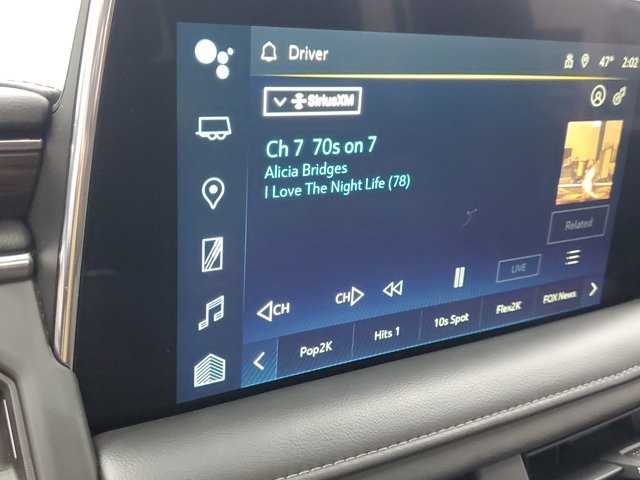 Driver
47° 2:02
SiriusXM
Ch 7 70s on 7
Alicia Bridges
I Love The Night Life (78)
Related
LIVE
CH
CH
Pop2K
Hits 1
10s Spot
Flex2K
FOX News